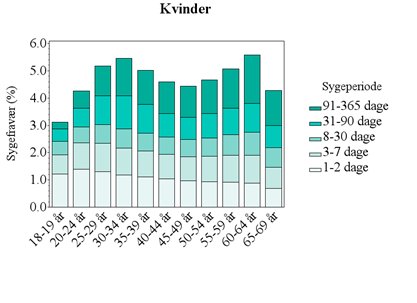 Kvinder
Sygefravær (%)
6.0
5.0
4.0
3.0
2.0
1.0
0.0
18-19 år
20-24 år
25-29 år
30-34 år
35-39 år
40-44 år
45-49 år
50-54 år
55-59 år
60-64 år
65-69 år
Sygeperiode
91-365 dage
31-90 dage
8-30 dage
3-7 dage
1-2 dage